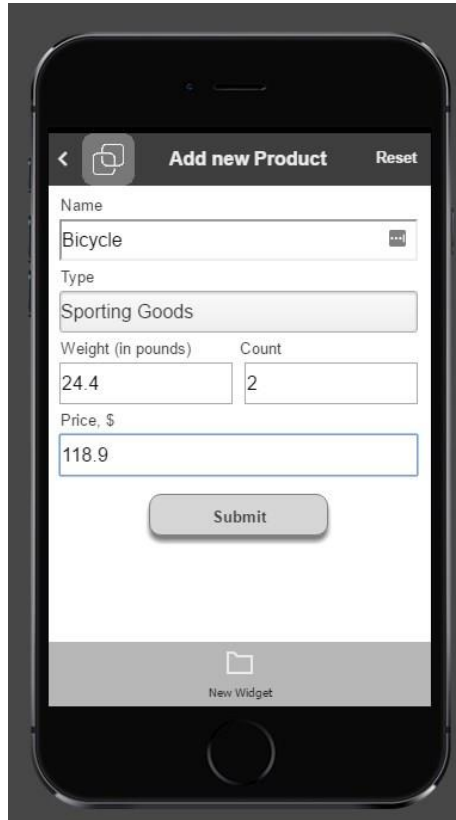 Add new Product Reset
Name
Bicycle
Type
Sporting Goods
Weight (in pounds) Count
24.4 2
Price, $
118.9
Submit
New Widget